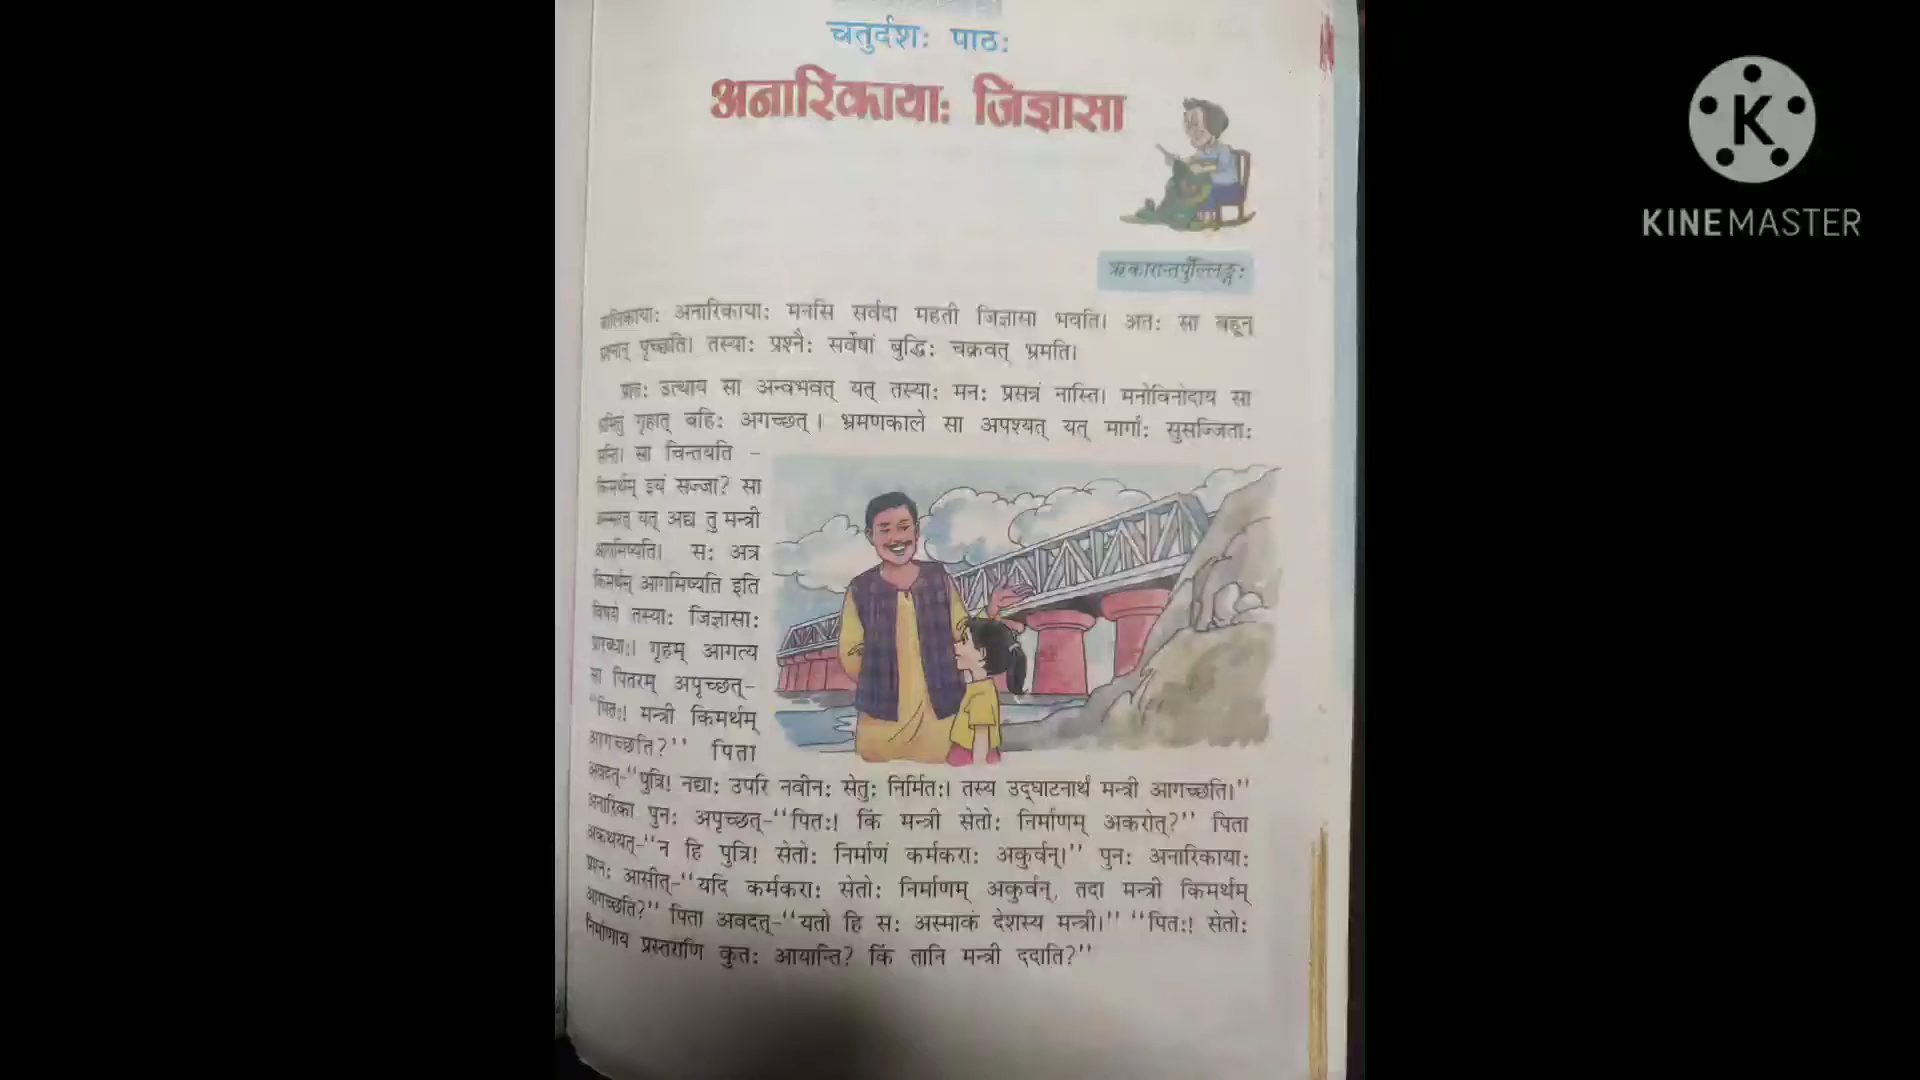 चतुर्दशः पाठः
अनारिकायाः जिज्ञासा
ऋकारान्तपुँल्लिङ्गः
बालिकायाः अनारिकायाः मनसि सर्वदा महती जिज्ञासा भवति। अतः सा बहून्
प्रश्नान् पृच्छति। तस्याः प्रश्नैः सर्वेषां बुद्धिः चक्रवत् भ्रमति।
प्रातः उत्थाय सा अन्वभवत् यत् तस्याः मनः प्रसन्नं नास्ति। मनोविनोदाय सा
भ्रमितुं गृहात् बहिः अगच्छत्। भ्रमणकाले सा अपश्यत् यत् मार्गाः सुसज्जिताः
सन्ति। सा चिन्तयति –
किमर्थम् इयं सज्जा? सा
अस्मरत् यत् अद्य तु मन्त्री
आगमिष्यति। सः अत्र
किमर्थम् आगमिष्यति इति
विषये तस्याः जिज्ञासाः
प्रारब्धाः। गृहम् आगत्य
सा पितरम् अपृच्छत्–
"पितः! मन्त्री किमर्थम्
आगच्छति?" पिता
अवदत्–"पुत्रि! नद्याः उपरि नवीनः सेतुः निर्मितः। तस्य उद्घाटनार्थं मन्त्री आगच्छति।"
अनारिका पुनः अपृच्छत्–"पितः! किं मन्त्री सेतोः निर्माणम् अकरोत्?" पिता
अकथयत्–"न हि पुत्रि! सेतोः निर्माणं कर्मकराः अकुर्वन्।" पुनः अनारिकायाः
प्रश्नः आसीत्–"यदि कर्मकराः सेतोः निर्माणम् अकुर्वन्, तदा मन्त्री किमर्थम्
आगच्छति?" पिता अवदत्–"यतो हि सः अस्माकं देशस्य मन्त्री।" "पितः! सेतोः
निर्माणाय प्रस्तराणि कुतः आयान्ति? किं तानि मन्त्री ददाति?"
K
KINEMASTER